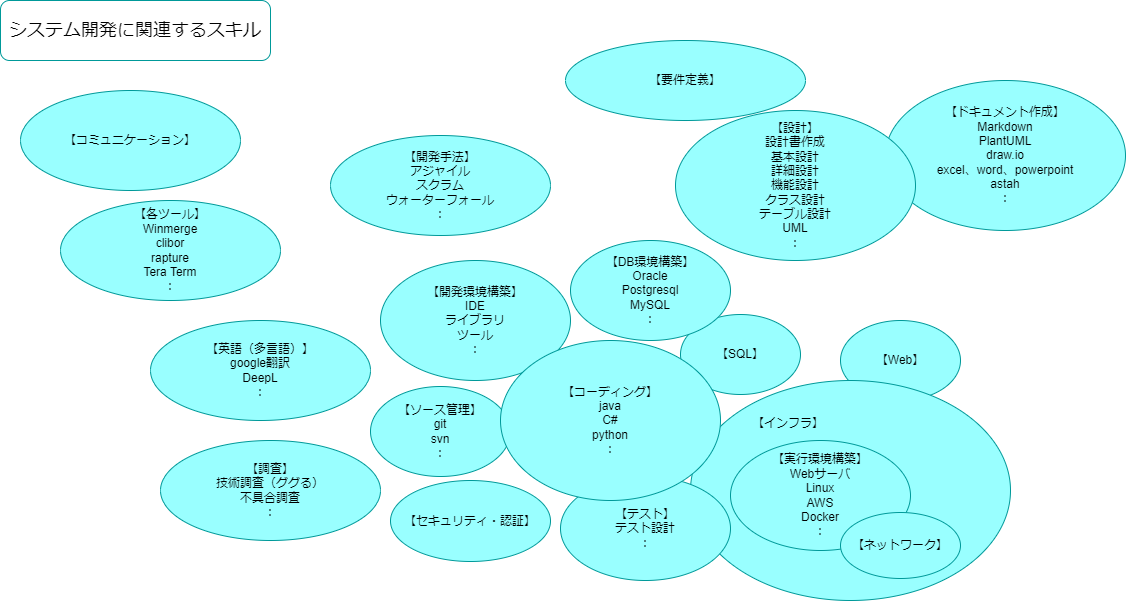 システム開発に関連するスキル
【要件定義】
【コミュニケーション】
【ドキュメント作成】
Markdown
PlantUML
draw.io
excel、word、powerpoint
astah
：
【設計】
設計書作成
基本設計
詳細設計
機能設計
クラス設計
テーブル設計
UML
：
【開発手法】
アジャイル
スクラム
ウォーターフォール
：
【各ツール】
Winmerge
clibor
rapture
Tera Term
：
【DB環境構築】
Oracle
Postgresql
MySQL
：
【開発環境構築】
IDE
ライブラリ
ツール
：
【SQL】
【Web】
【英語（多言語）】
google翻訳
DeepL
：
【コーディング】
java
C#
python
：
【ソース管理】
git
svn
：
【インフラ】
【実行環境構築】
Webサーバ
Linux
AWS
Docker
：
【ネットワーク】
【調査】
技術調査（ググる）
不具合調査
：
【セキュリティ・認証】
【テスト】
テスト設計
：